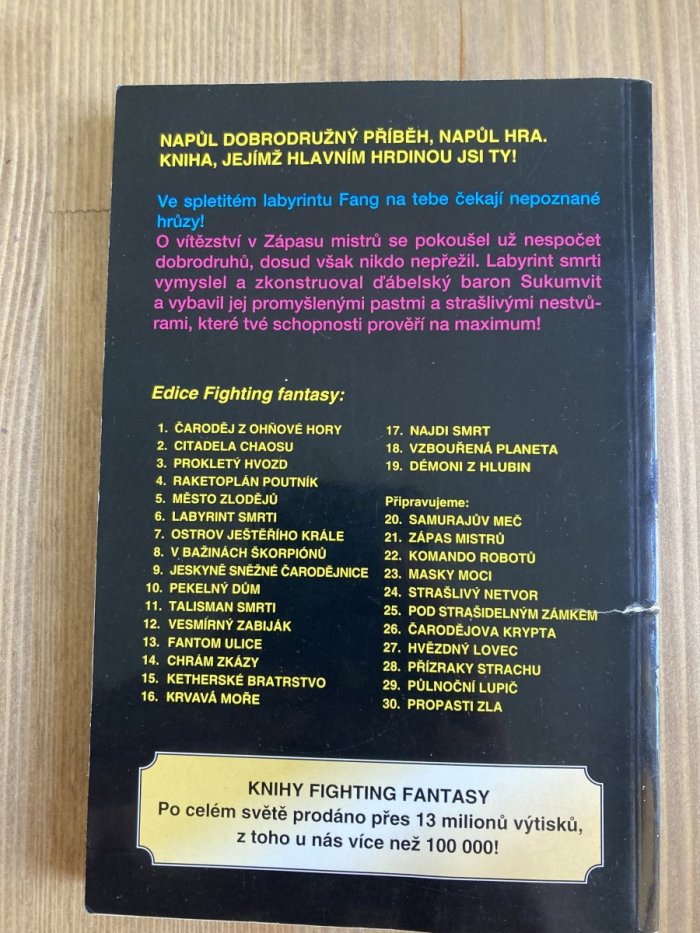 NAPŮL DOBRODRUŽNÝ PŘÍBĚH, NAPŮL HRA.
KNIHA, JEJÍMŽ HLAVNÍM HRDINOU JSI TY!
Ve spletitém labyrintu Fang na tebe čekají nepoznané
hrůzy!
O vítězství v Zápasu mistrů se pokoušel už nespočet
dobrodruhů, dosud však nikdo nepřežil. Labyrint smrti
vymyslel a zkonstruoval ďábelský baron Sukumvit
a vybavil jej promyšlenými pastmi a strašlivými nestvů-
rami, které tvé schopnosti prověří na maximum!
Edice Fighting fantasy:
1. ČARODĚJ Z OHŇOVÉ HORY
2. CITADELA CHAOSU
3. PROKLETÝ HVOZD
4. RAKETOPLÁN POUTNÍK
5. MĚSTO ZLODĚJŮ
6. LABYRINT SMRTI
7. OSTROV JEŠTĚŘÍHO KRÁLE
8. V BAŽINÁCH ŠKORPIÓNŮ
9. JESKYNĚ SNĚŽNÉ ČARODĚJNICE
10. PEKELNÝ DŮM
11. TALISMAN SMRTI
12. VESMÍRNÝ ZABIJÁK
13. FANTOM ULICE
14. CHRÁM ZKÁZY
15. KETHERSKÉ BRATRSTVO
16. KRVAVÁ MOŘE
17. NAJDI SMRT
18. VZBOUŘENÁ PLANETA
19. DÉMONI Z HLUBIN
Připravujeme:
20. SAMURAJŮV MEČ
21. ZÁPAS MISTRŮ
22. KOMANDO ROBOTŮ
23. MASKY MOCI
24. STRAŠLIVÝ NETVOR
25. POD STRAŠIDELNÝM ZÁMKEM
26. ČARODĚJOVA KRYPTA
27. HVĚZDNÝ LOVEC
28. PŘÍZRAKY STRACHU
29. PŮLNOČNÍ LUPIČ
30. PROPASTI ZLA
KNIHY FIGHTING FANTASY
Po celém světě prodáno přes 13 milionů výtisků,
z toho u nás více než 100 000!